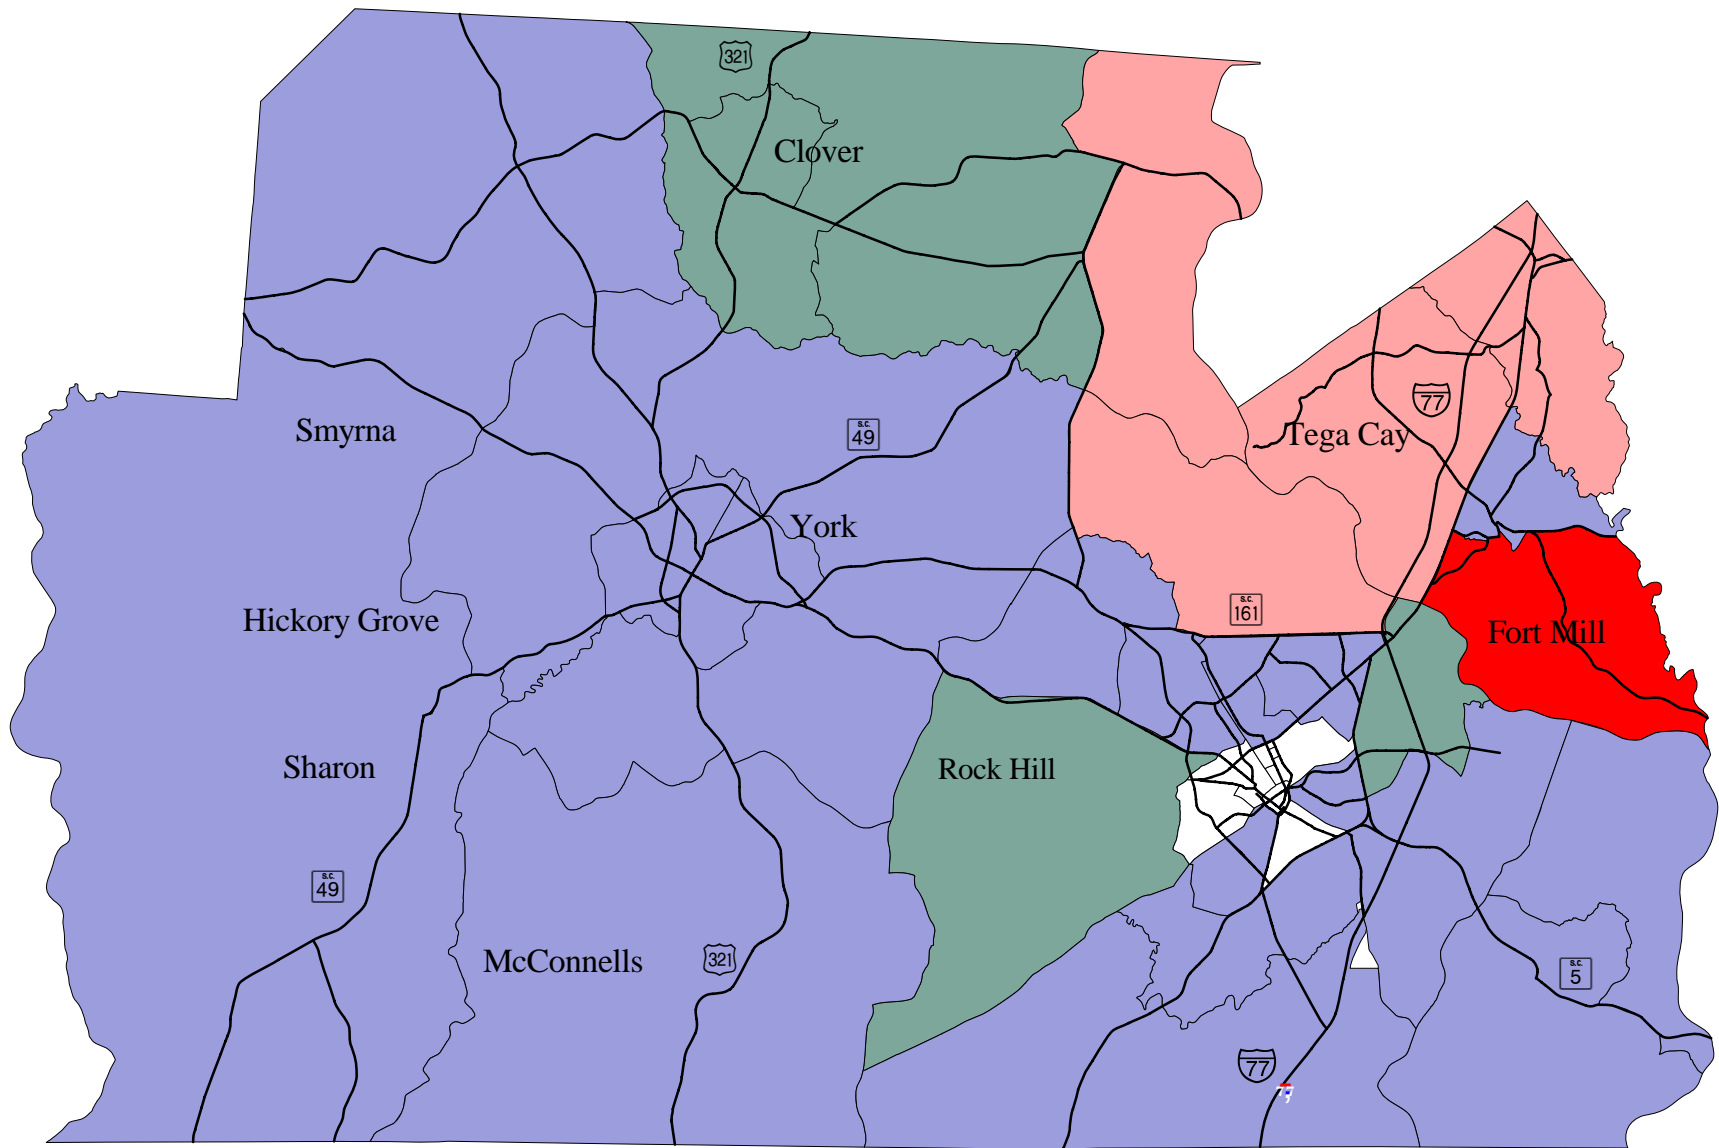 321
Clover
77
Smyrna
S.C.
49
Tega Cay
York
S.C.
161
Hickory Grove
Fort Mill
Sharon
Rock Hill
S.C.
49
McConnells
321
S.C.
5
77